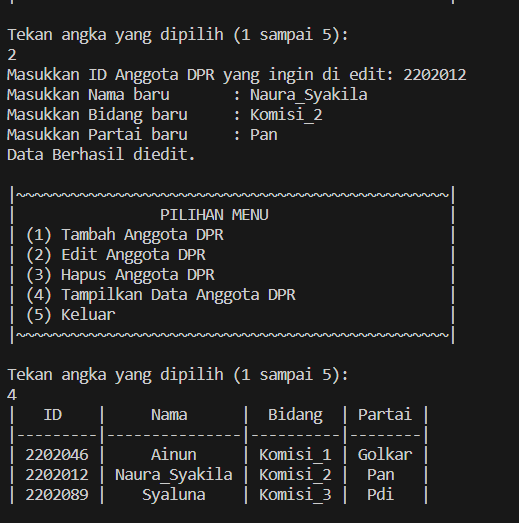 Tekan angka yang dipilih (1 sampai 5):
2
Masukkan ID Anggota DPR yang ingin di edit: 2202012
Masukkan Nama baru      : Naura_Syakila
Masukkan Bidang baru    : Komisi_2
Masukkan Partai baru    : Pan
Data Berhasil diedit.
|~~~~~~~~~~~~~~~~~~~~~~~~~~~~~~~~~~~~~~~~~~~~~~~~|
|                PILIHAN MENU                    |
| (1) Tambah Anggota DPR                         |
| (2) Edit Anggota DPR                           |
| (3) Hapus Anggota DPR                          |
| (4) Tampilkan Data Anggota DPR                 |
| (5) Keluar                                     |
|~~~~~~~~~~~~~~~~~~~~~~~~~~~~~~~~~~~~~~~~~~~~~~~~|
Tekan angka yang dipilih (1 sampai 5):
4
|   ID    |     Nama      |  Bidang  | Partai |
|---------|---------------|----------|--------|
| 2202046 |     Ainun     | Komisi_1 | Golkar |
| 2202012 | Naura_Syakila | Komisi_2 |  Pan   |
| 2202089 |    Syaluna    | Komisi_3 |  Pdi   |